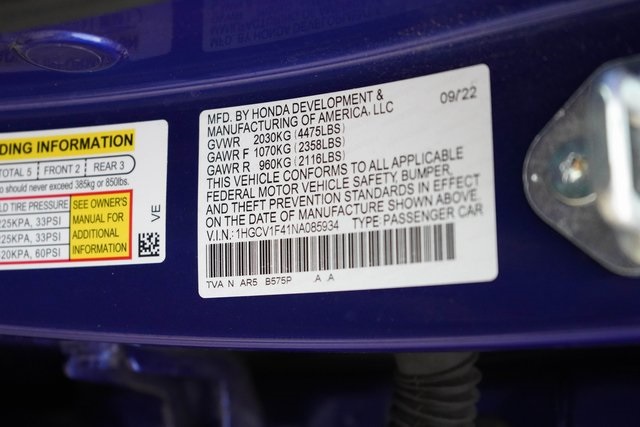 DING INFORMATION
TOTAL 5 FRONT 2 REAR 3
should never exceed 385kg or 850lbs.
TIRE PRESSURE
225KPA, 33PSI
225KPA, 33PSI
20KPA, 60PSI
SEE OWNER'S
MANUAL FOR
ADDITIONAL
INFORMATION
VE
MFD. BY HONDA DEVELOPMENT &
MANUFACTURING OF AMERICA, LLC
09/22
GVWR 2030KG (4475LBS)
GAWR F 1070KG (2358LBS)
GAWR R 960KG (2116LBS)
THIS VEHICLE CONFORMS TO ALL APPLICABLE
FEDERAL MOTOR VEHICLE SAFETY, BUMPER,
AND THEFT PREVENTION STANDARDS IN EFFECT
ON THE DATE OF MANUFACTURE SHOWN ABOVE
V.I.N.: 1HGCV1F41NA085934 TYPE PASSENGER CAR
TVA N AR5 B575P A A